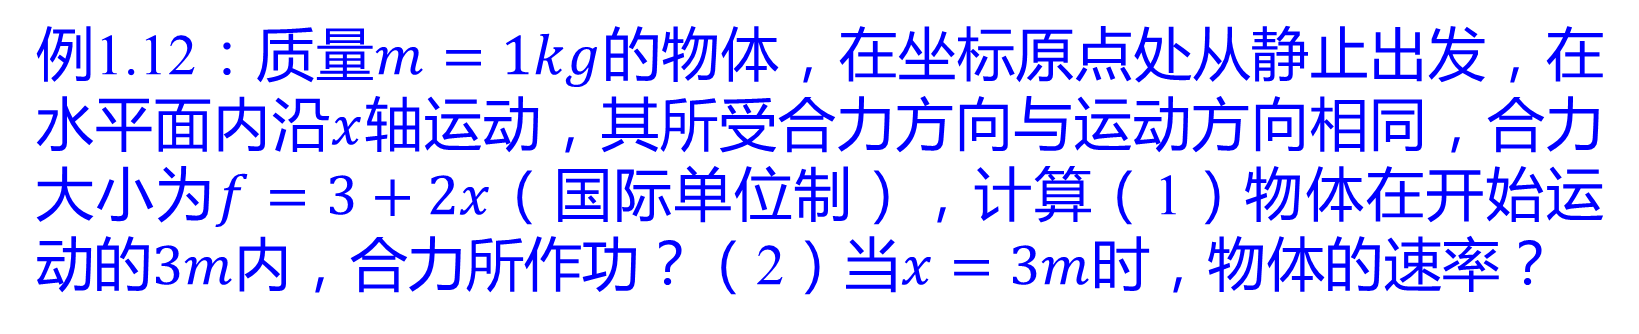 例1.12：质量m = 1kg的物体，在坐标原点处从静止出发，在
水平面内沿x轴运动，其所受合力方向与运动方向相同，合力
大小为f = 3 + 2x（国际单位制），计算（1）物体在开始运
动的3m内，合力所作功？（2）当x = 3m时，物体的速率？